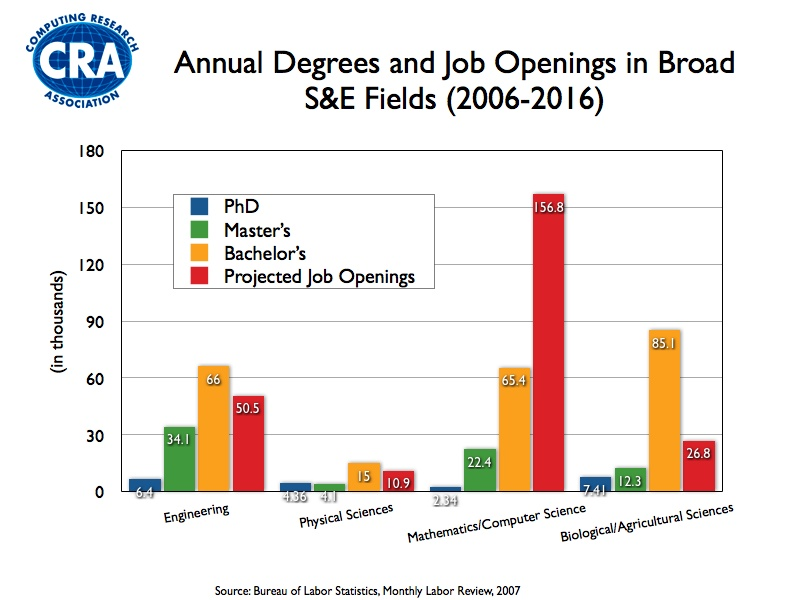 COMPUTING RESEARCH
CRA
ASSOCIATION
Annual Degrees and Job Openings in Broad
S&E Fields (2006-2016)
(in thousands)
180
150
120
90
60
30
0
PhD
Master's
Bachelor's
Projected Job Openings
6.4
34.1
66
50.5
4.36
4.1
15
10.9
2.34
22.4
65.4
156.8
7.41
12.3
85.1
26.8
Engineering
Physical Sciences
Mathematics/Computer Science
Biological/Agricultural Sciences
Source: Bureau of Labor Statistics, Monthly Labor Review, 2007